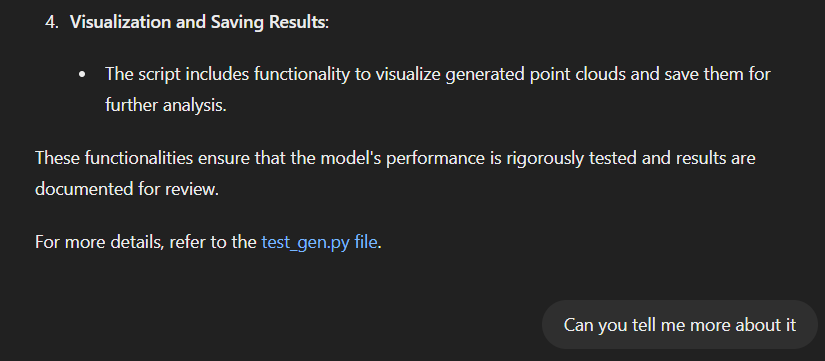 4. Visualization and Saving Results:
• The script includes functionality to visualize generated point clouds and save them for
further analysis.
These functionalities ensure that the model's performance is rigorously tested and results are
documented for review.
For more details, refer to the test_gen.py file.
Can you tell me more about it